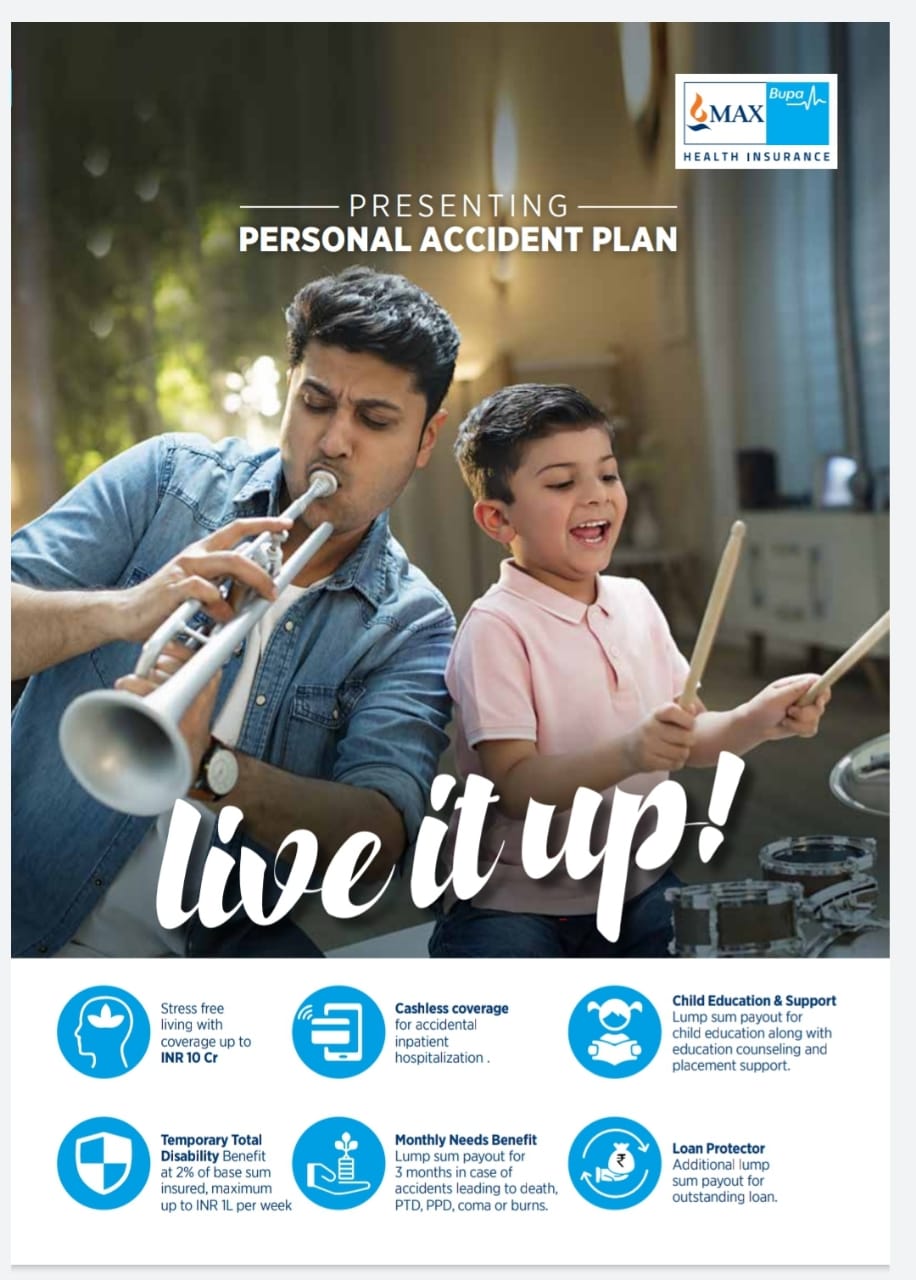 MAX
Bupa
HEALTH INSURANCE
PRESENTING
PERSONAL ACCIDENT PLAN
live it up!
Stress free
living with
coverage up to
INR 10 Cr
Cashless coverage
for accidental
inpatient
hospitalization .
Child Education & Support
Lump sum payout for
child education along with
education counseling and
placement support.
Temporary Total
Disability Benefit
at 2% of base sum
insured, maximum
up to INR 1L per week
Monthly Needs Benefit
Lump sum payout for
3 months in case of
accidents leading to death,
PTD, PPD, coma or burns.
₹
Loan Protector
Additional lump
sum payout for
outstanding loan.